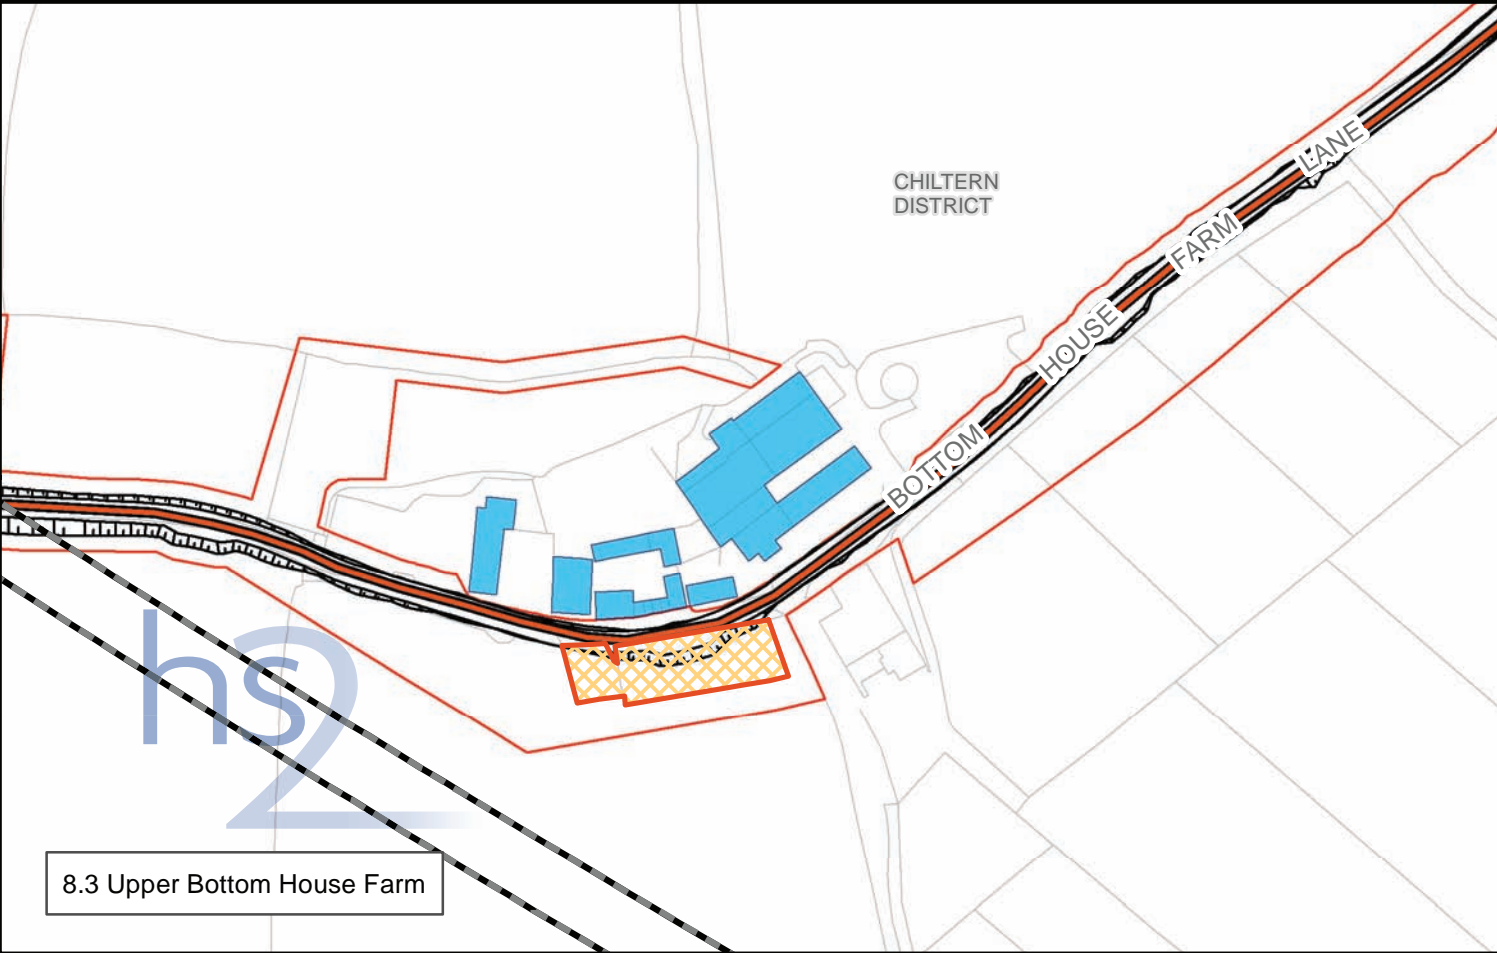 CHILTERN
DISTRICT
BOTTOM HOUSE FARM LANE
hs2
8.3 Upper Bottom House Farm